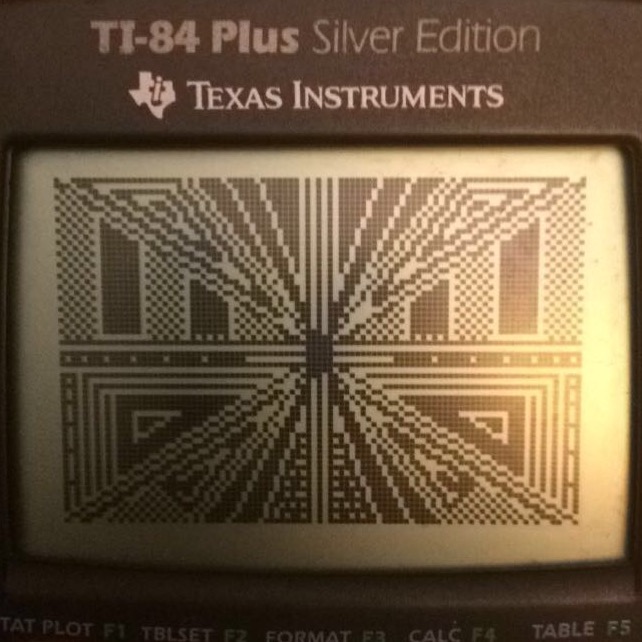 TI-84 Plus Silver Edition
TEXAS INSTRUMENTS
TAT PLOT F1 TBLSET F2 FORMAT F3 CALC F4 TABLE F5